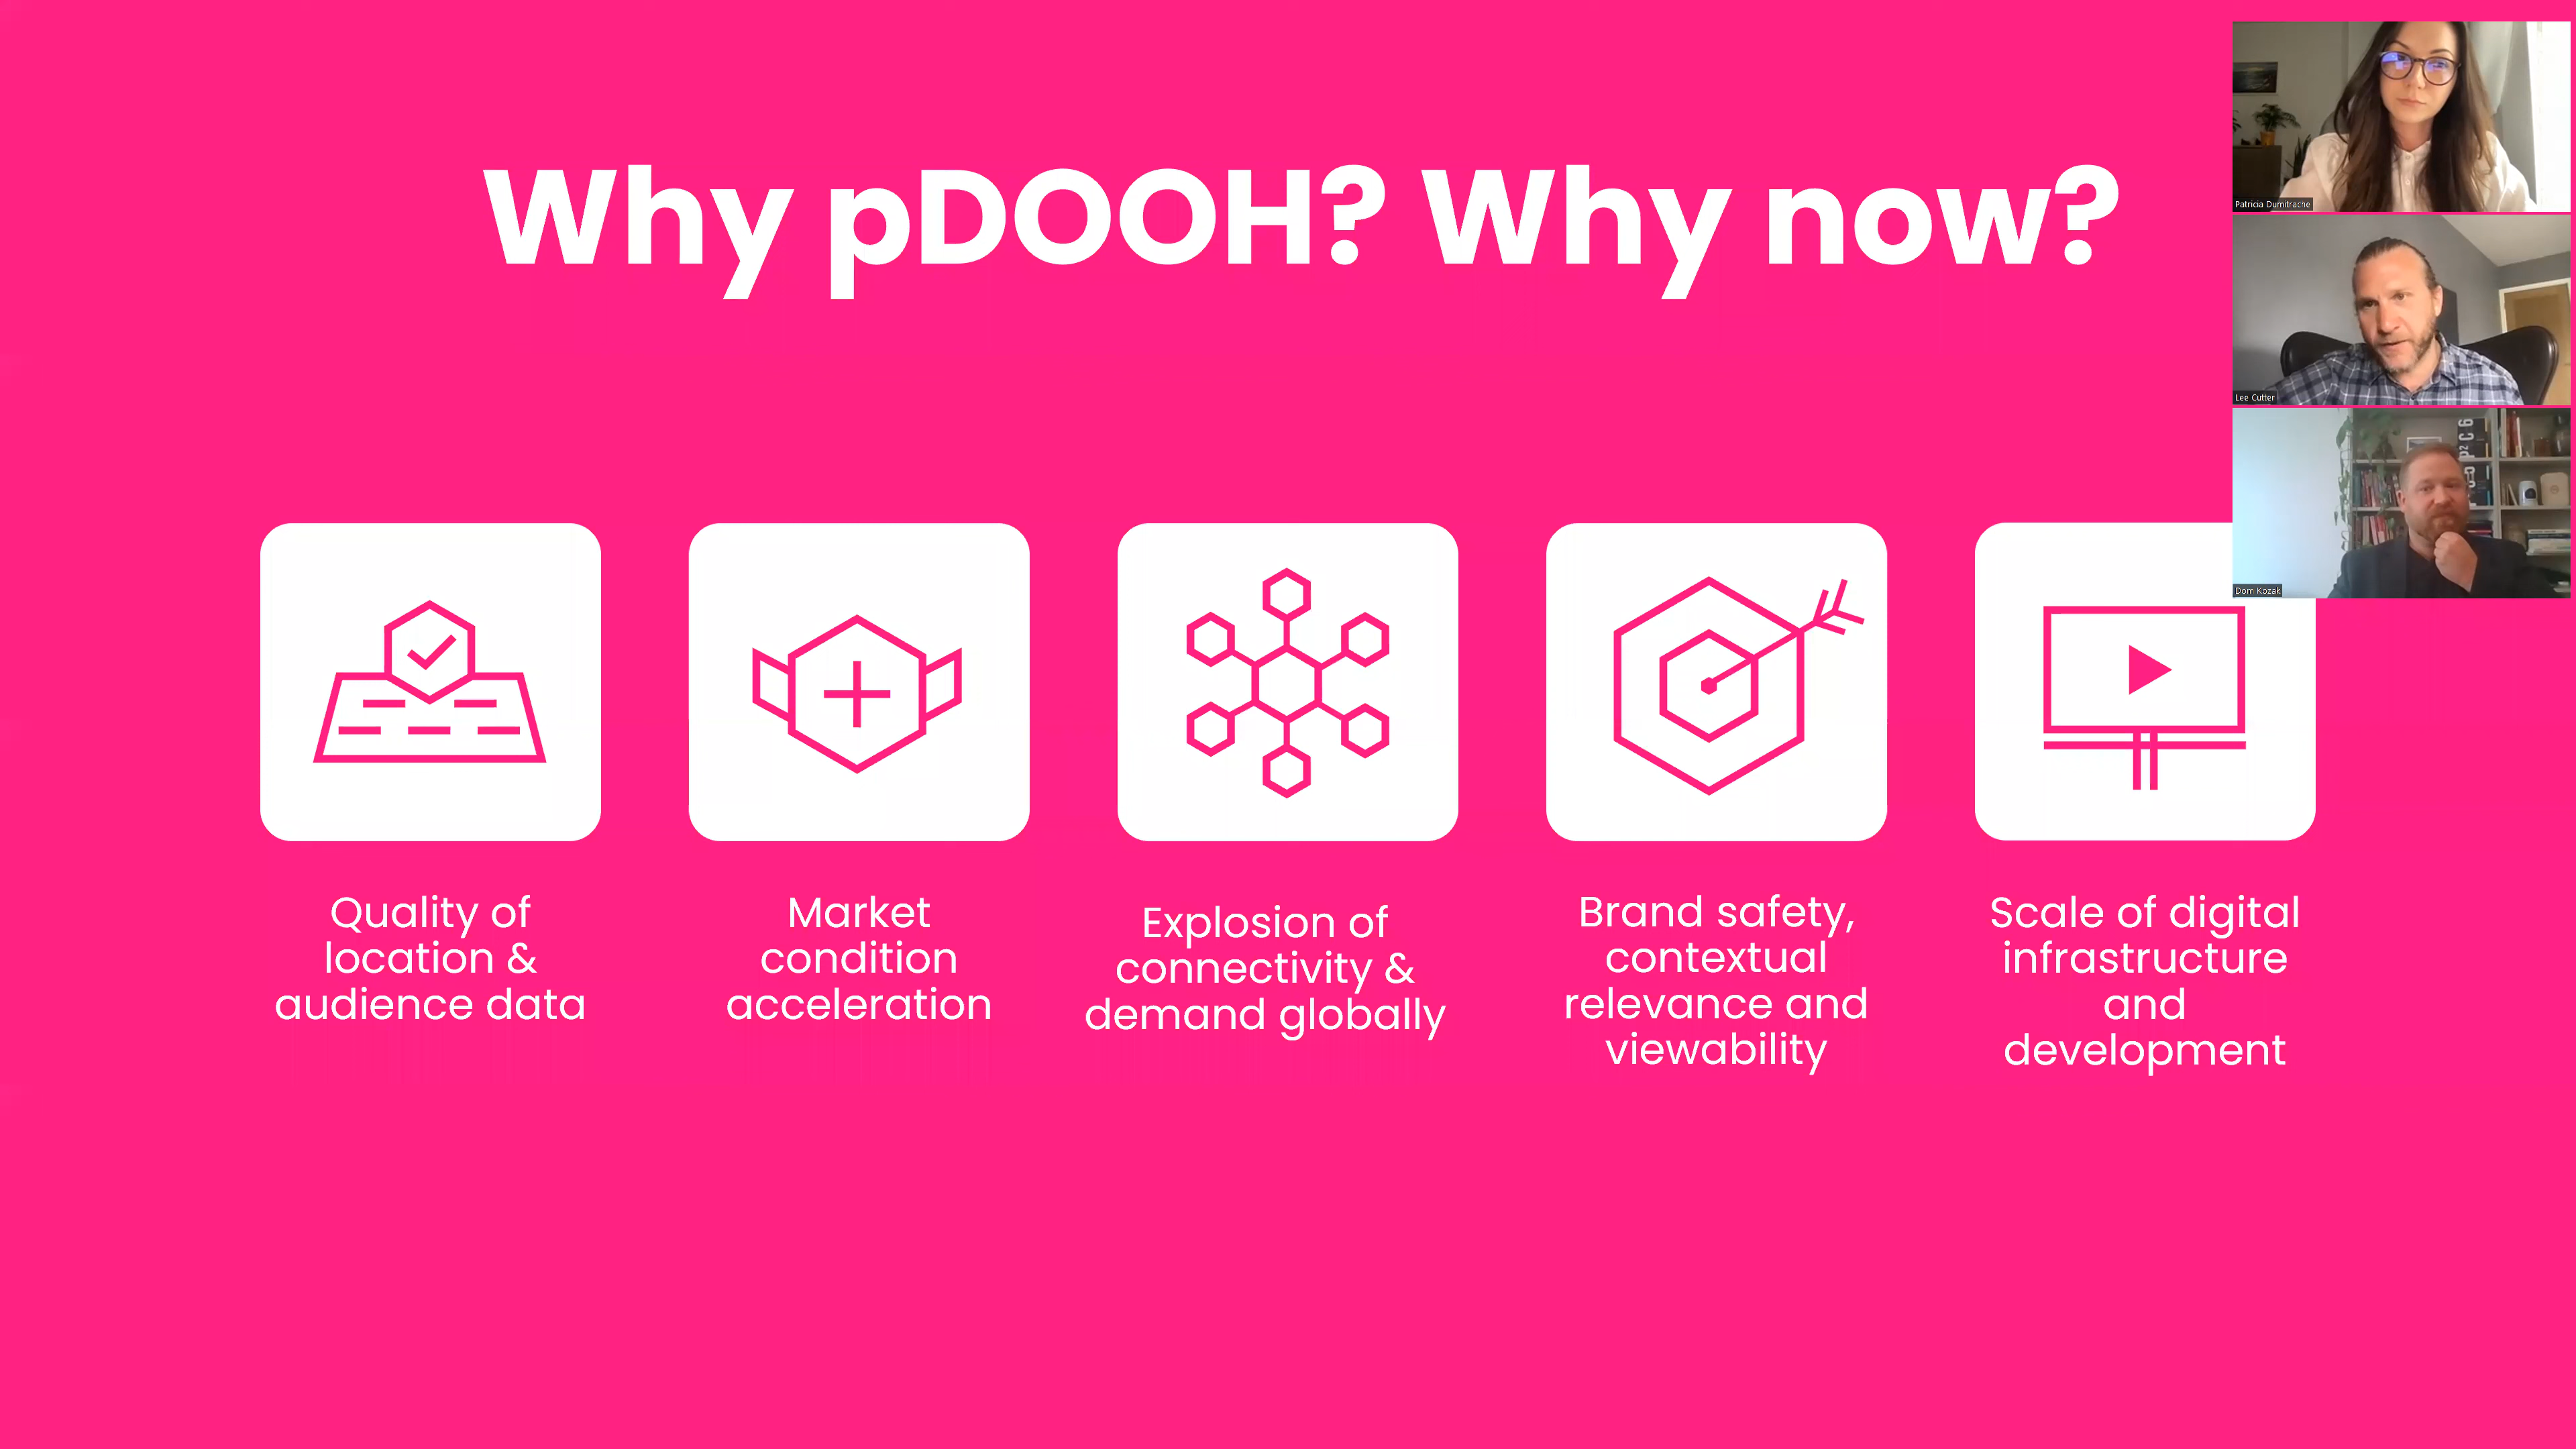 Why pDOOH? Why now?
Patricia Dumitrache
Lee Cutter
Dom Kozak
Quality of
location &
audience data
Market
condition
acceleration
Explosion of
connectivity &
demand globally
Brand safety,
contextual
relevance and
viewability
Scale of digital
infrastructure
and
development